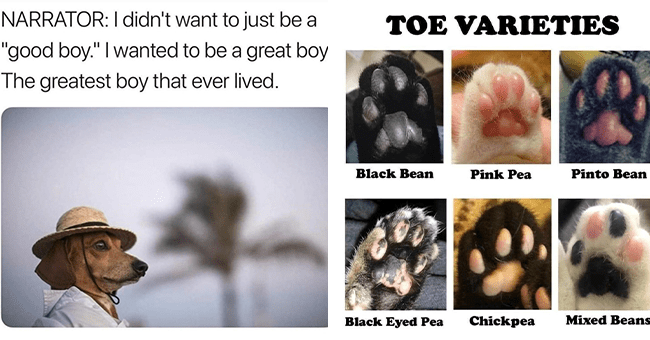 NARRATOR: I didn't want to just be a
"good boy." I wanted to be a great boy
The greatest boy that ever lived.
TOE VARIETIES
Black Bean
Pink Pea
Pinto Bean
Black Eyed Pea
Chickpea
Mixed Beans